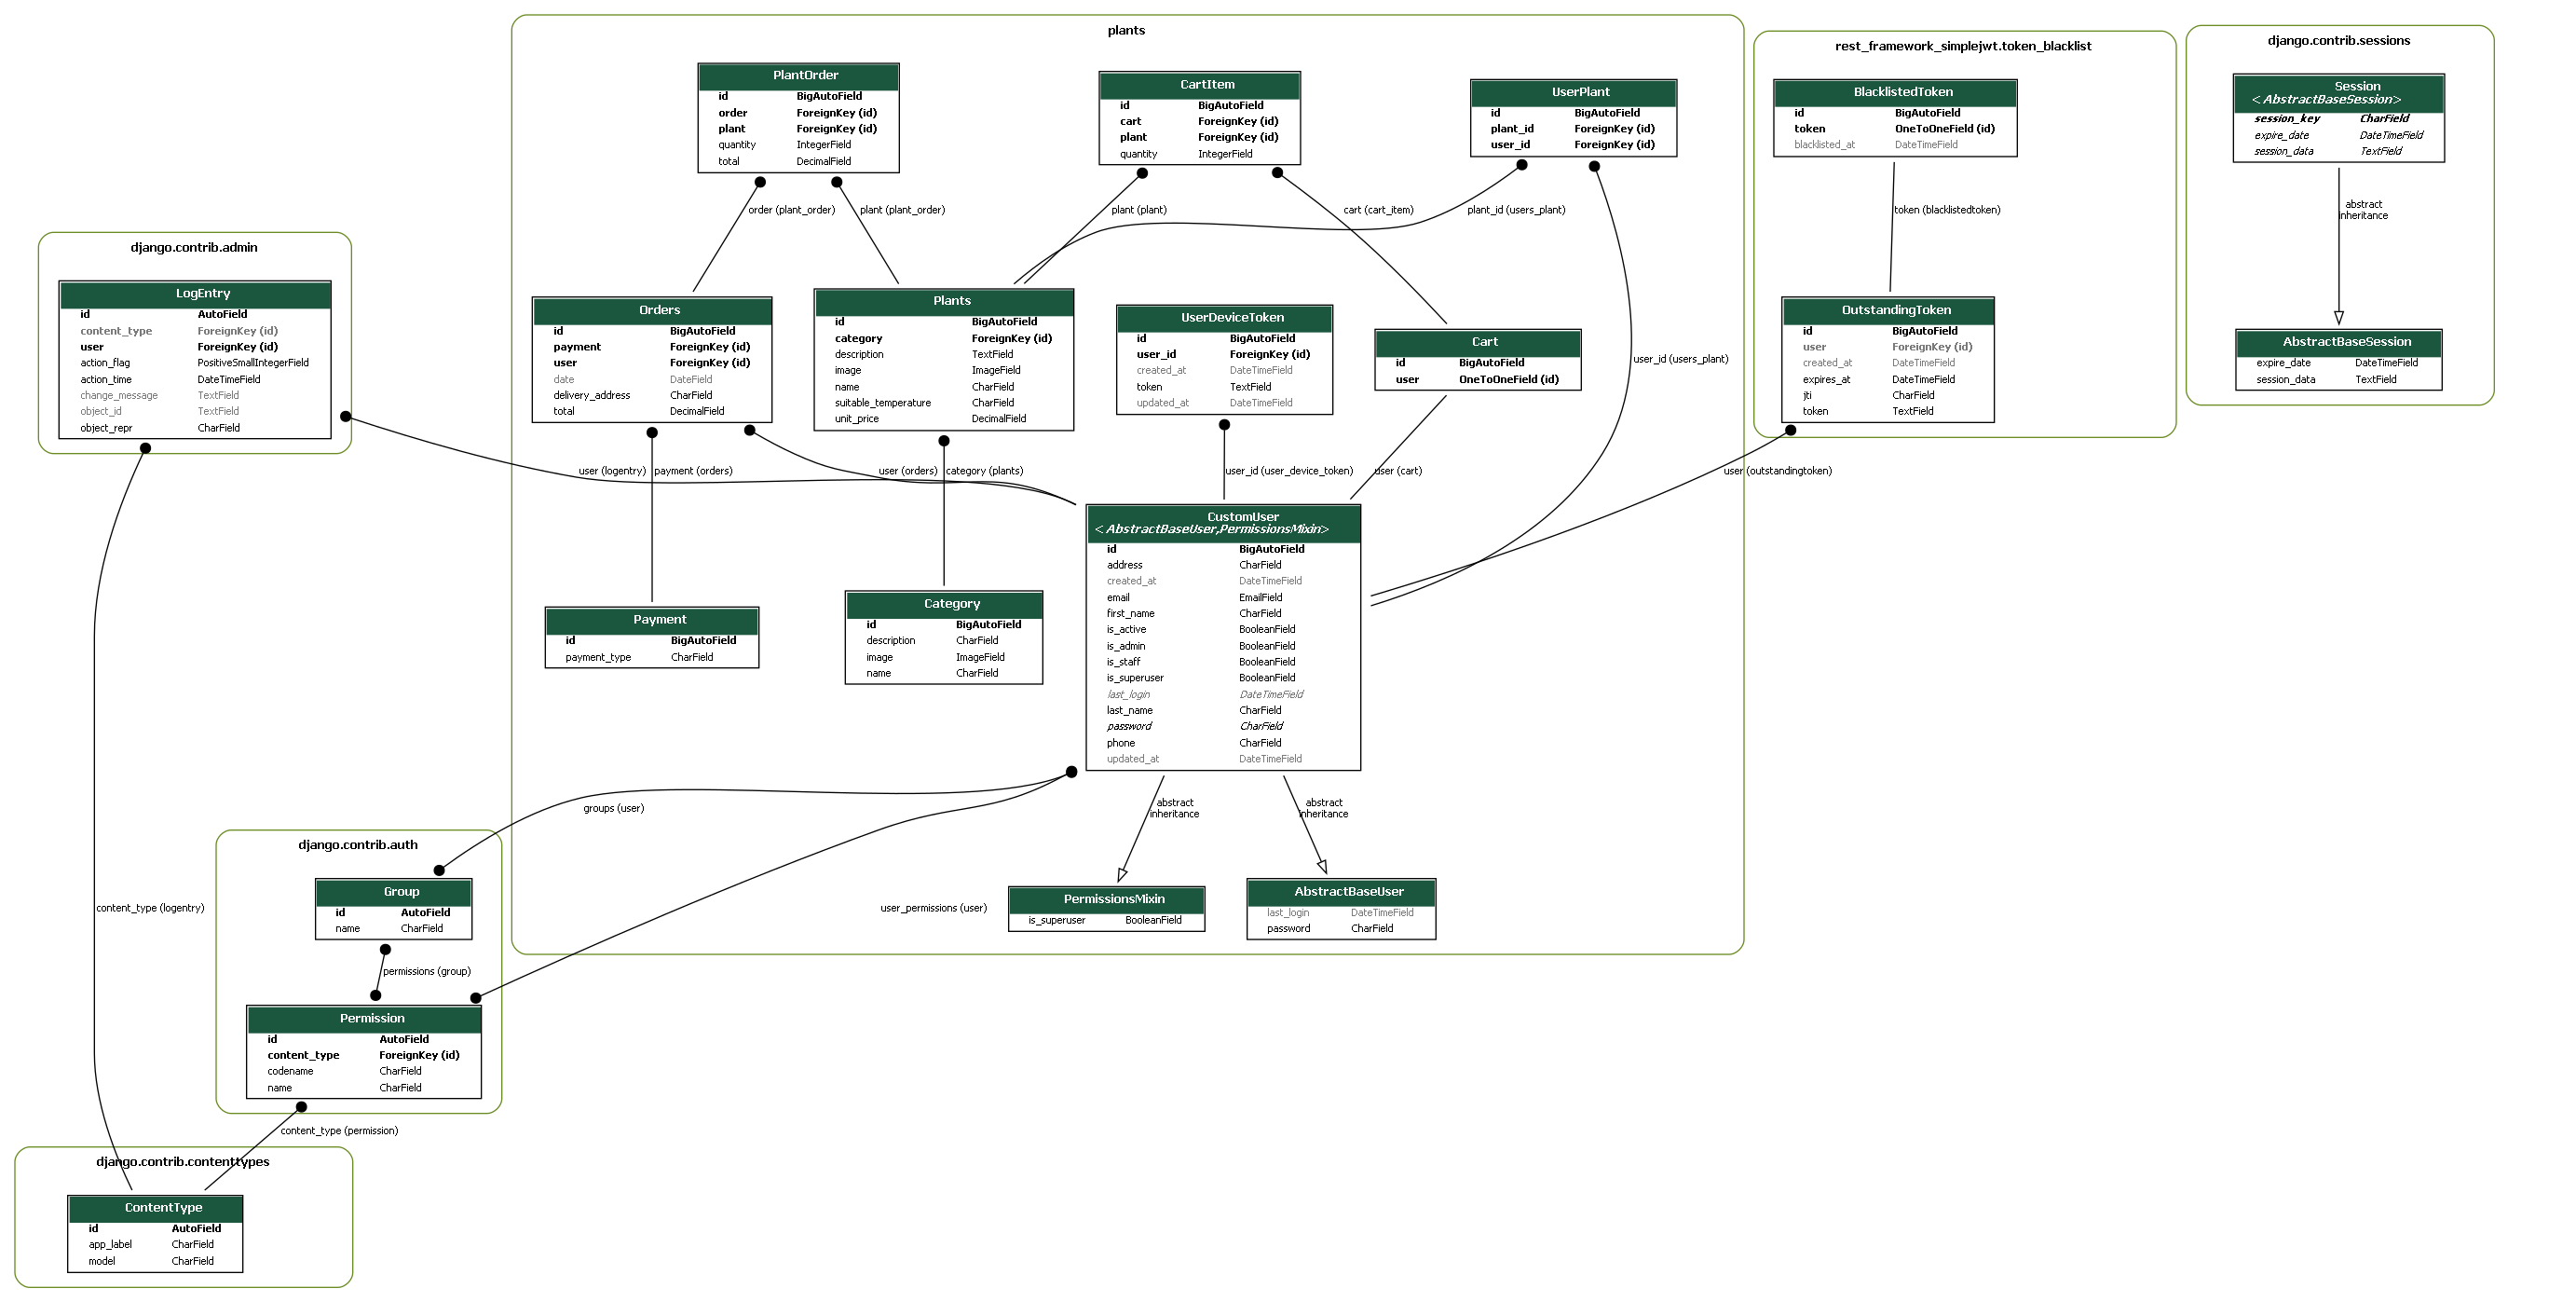 plants
PlantOrder
id BigAutoField
order ForeignKey (id)
plant ForeignKey (id)
quantity IntegerField
total DecimalField
CartItem
id BigAutoField
cart ForeignKey (id)
plant ForeignKey (id)
quantity IntegerField
UserPlant
id BigAutoField
plant_id ForeignKey (id)
user_id ForeignKey (id)
order (plant_order)
plant (plant_order)
plant (plant)
cart (cart_item)
plant_id (users_plant)
rest_framework_simplejwt.token_blacklist
BlacklistedToken
id BigAutoField
token OneToOneField (id)
blacklisted_at DateTimeField
token (blacklistedtoken)
OutstandingToken
id BigAutoField
user ForeignKey (id)
created_at DateTimeField
expires_at DateTimeField
jti CharField
token TextField
django.contrib.sessions
Session
<AbstractBaseSession>
session_key CharField
expire_date DateTimeField
session_data TextField
abstract
inheritance
AbstractBaseSession
expire_date DateTimeField
session_data TextField
django.contrib.admin
LogEntry
id AutoField
content_type ForeignKey (id)
user ForeignKey (id)
action_flag PositiveSmallIntegerField
action_time DateTimeField
change_message TextField
object_id TextField
object_repr CharField
Orders
id BigAutoField
payment ForeignKey (id)
user ForeignKey (id)
date DateField
delivery_address CharField
total DecimalField
Plants
id BigAutoField
category ForeignKey (id)
description TextField
image ImageField
name CharField
suitable_temperature CharField
unit_price DecimalField
UserDeviceToken
id BigAutoField
user_id ForeignKey (id)
created_at DateTimeField
token TextField
updated_at DateTimeField
Cart
id BigAutoField
user OneToOneField (id)
user_id (users_plant)
user (logentry)
payment (orders)
user (orders)
category (plants)
user_id (user_device_token)
user (cart)
user (outstandingtoken)
CustomUser
<AbstractBaseUser,PermissionsMixin>
id BigAutoField
address CharField
created_at DateTimeField
email EmailField
first_name CharField
is_active BooleanField
is_admin BooleanField
is_staff BooleanField
is_superuser BooleanField
last_login DateTimeField
last_name CharField
password CharField
phone CharField
updated_at DateTimeField
Payment
id BigAutoField
payment_type CharField
Category
id BigAutoField
description CharField
image ImageField
name CharField
groups (user)
abstract
inheritance
abstract
inheritance
user_permissions (user)
PermissionsMixin
is_superuser BooleanField
AbstractBaseUser
last_login DateTimeField
password CharField
django.contrib.auth
Group
id AutoField
name CharField
content_type (logentry)
permissions (group)
Permission
id AutoField
content_type ForeignKey (id)
codename CharField
name CharField
content_type (permission)
django.contrib.contenttypes
ContentType
id AutoField
app_label CharField
model CharField